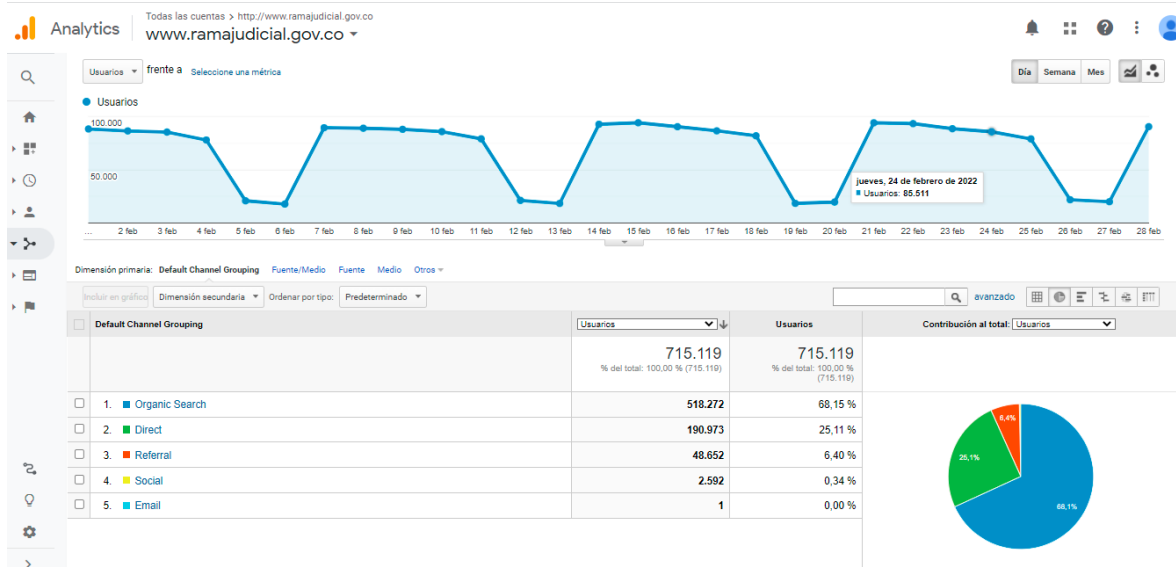 Todas las cuentas > http://www.ramajudicial.gov.co
Analytics
www.ramajudicial.gov.co
Usuarios frente a Seleccione una métrica
Día Semana Mes
Usuarios
100.000
50.000
jueves, 24 de febrero de 2022
Usuarios: 85.511
... 2 feb 3 feb 4 feb 5 feb 6 feb 7 feb 8 feb 9 feb 10 feb 11 feb 12 feb 13 feb 14 feb 15 feb 16 feb 17 feb 18 feb 19 feb 20 feb 21 feb 22 feb 23 feb 24 feb 25 feb 26 feb 27 feb 28 feb
Dimensión primaria: Default Channel Grouping Fuente/Medio Fuente Medio Otros
Incluir en gráfico Dimensión secundaria Ordenar por tipo: Predeterminado avanzado
Default Channel Grouping Usuarios Usuarios Contribución al total: Usuarios
715.119 715.119
% del total: 100,00 % (715.119) % del total: 100,00 %
(715.119)
1. Organic Search 518.272 68,15 %
2. Direct 190.973 25,11 %
3. Referral 48.652 6,40 %
4. Social 2.592 0,34 %
5. Email 1 0,00 %
6,4%
25,1%
68,1%